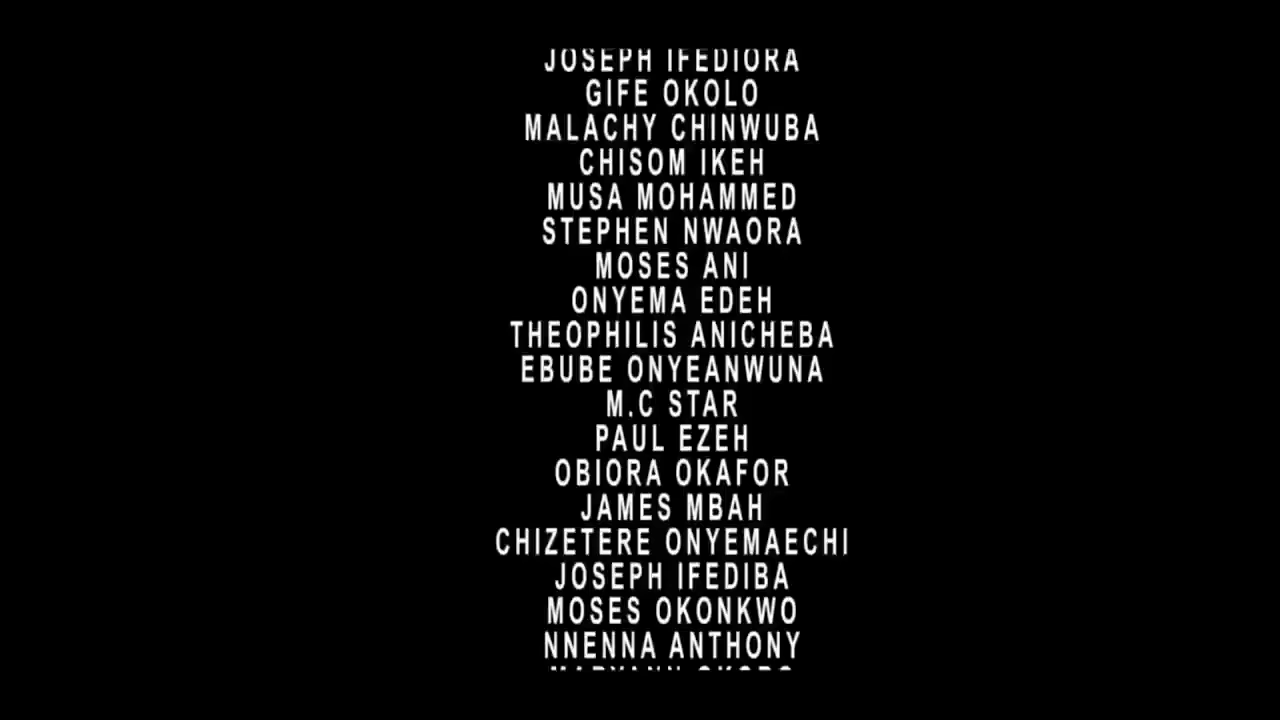 JOSEPH IFEDIORA
GIFE OKOLO
MALACHY CHINWUBA
CHISOM IKEH
MUSA MOHAMMED
STEPHEN NWAORA
MOSES ANI
ONYEMA EDEH
THEOPHILIS ANICHEBA
EBUBE ONYEANWUNA
M.C STAR
PAUL EZEH
OBIORA OKAFOR
JAMES MBAH
CHIZETERE ONYEMAECHI
JOSEPH IFEDIBA
MOSES OKONKWO
NNENNA ANTHONY